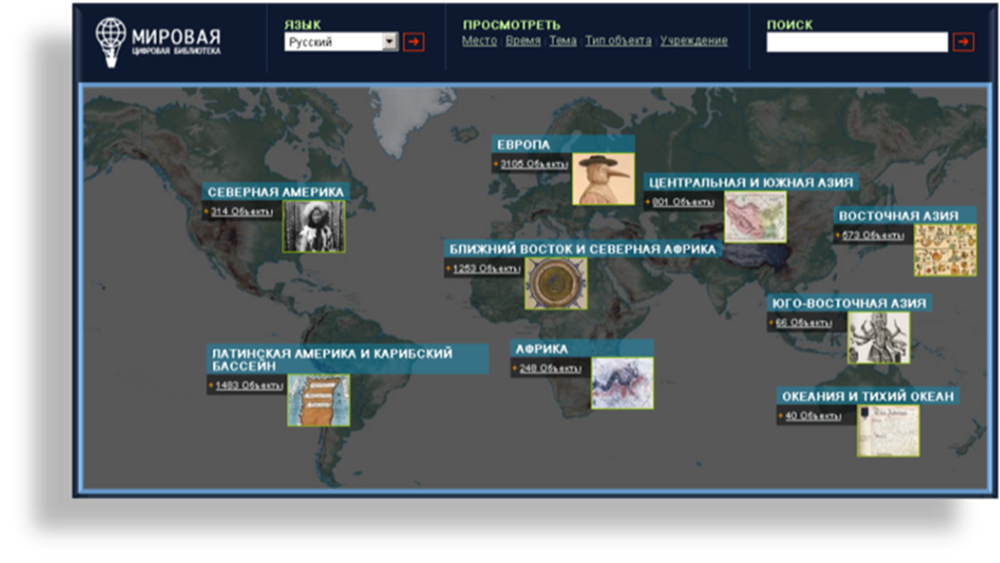 МИРОВАЯ
ЦИФРОВАЯ БИБЛИОТЕКА
ЯЗЫК
Русский
ПРОСМОТРЕТЬ
Место Время Тема Тип объекта Учреждение
ПОИСК
ЕВРОПА
3105 Объекты
СЕВЕРНАЯ АМЕРИКА
314 Объекты
ЦЕНТРАЛЬНАЯ И ЮЖНАЯ АЗИЯ
801 Объекты
ВОСТОЧНАЯ АЗИЯ
573 Объекты
БЛИЖНИЙ ВОСТОК И СЕВЕРНАЯ АФРИКА
1253 Объекты
ЮГО-ВОСТОЧНАЯ АЗИЯ
66 Объекты
ЛАТИНСКАЯ АМЕРИКА И КАРИБСКИЙ
БАССЕЙН
1483 Объекты
АФРИКА
248 Объекты
ОКЕАНИЯ И ТИХИЙ ОКЕАН
40 Объекты